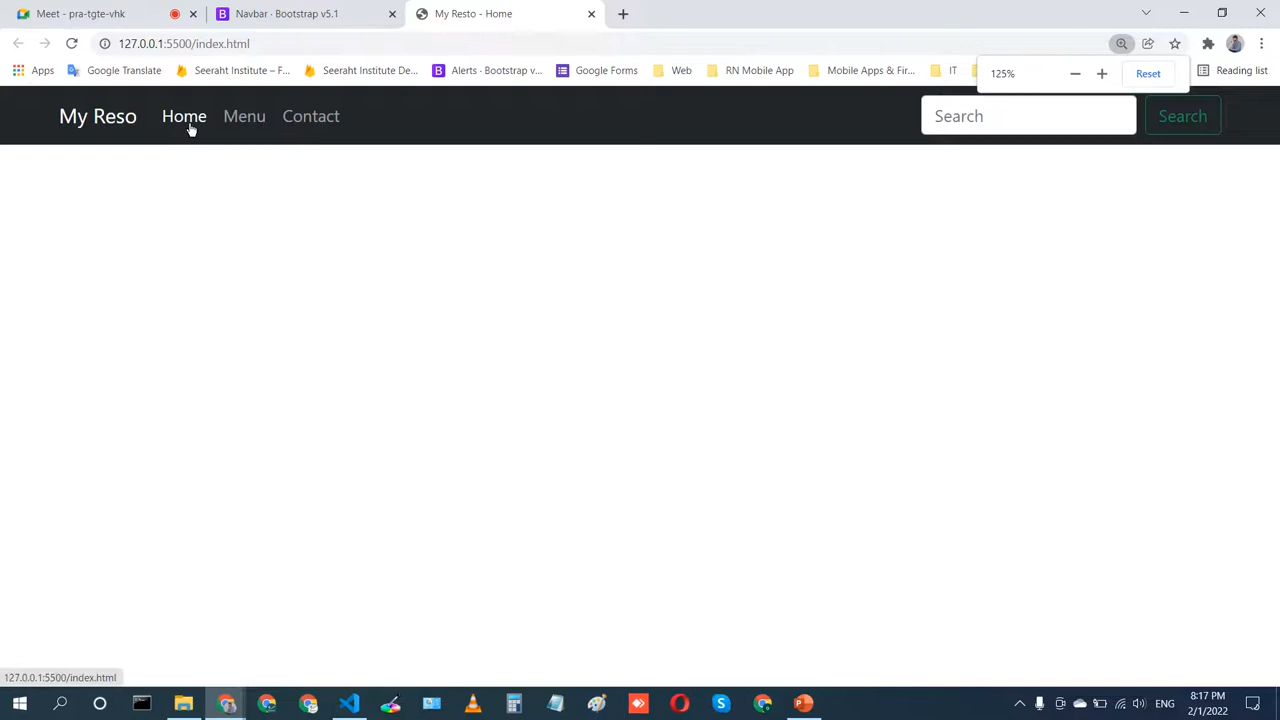 Meet - pra-tgte-vhk
Navbar · Bootstrap v5.1
My Resto - Home
127.0.0.1:5500/index.html
Apps
Google Translate
Seeraht Institute – F...
Seeraht Institute De...
Alerts · Bootstrap v...
Google Forms
Web
RN Mobile App
Mobile Apps & Fir...
IT
Reading list
125%
Reset
My Reso
Home
Menu
Contact
Search
Search
127.0.0.1:5500/index.html
ENG
8:17 PM
2/1/2022